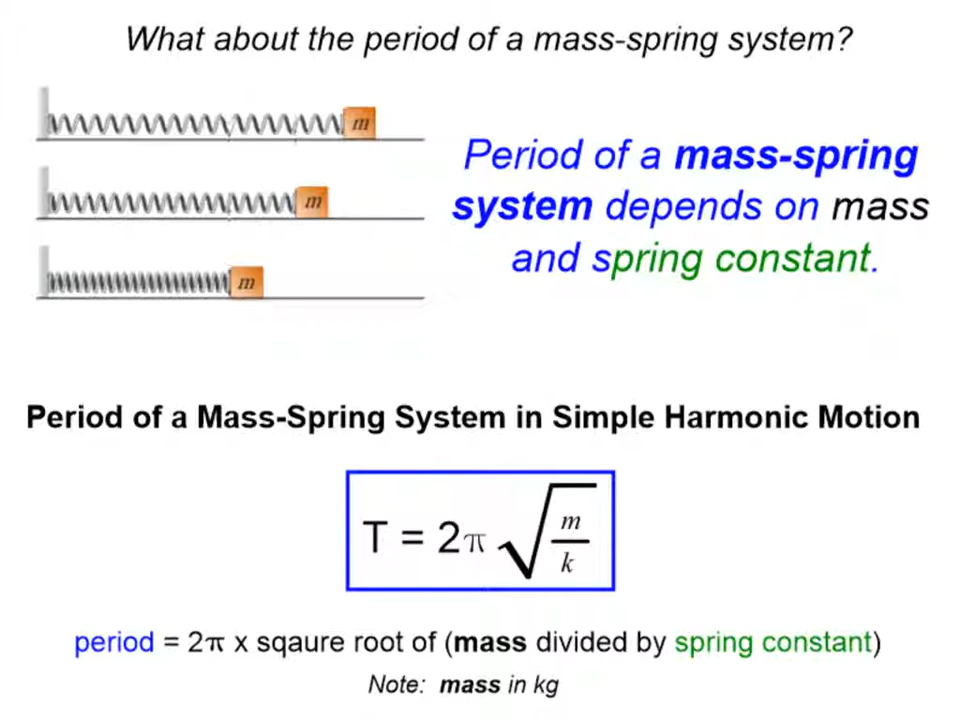 What about the period of a mass-spring system?
m
Period of a mass-spring
m
system depends on mass
and spring constant.
m
Period of a Mass-Spring System in Simple Harmonic Motion
T = 2π √(m/k)
period = 2π x sqaure root of (mass divided by spring constant)
Note: mass in kg